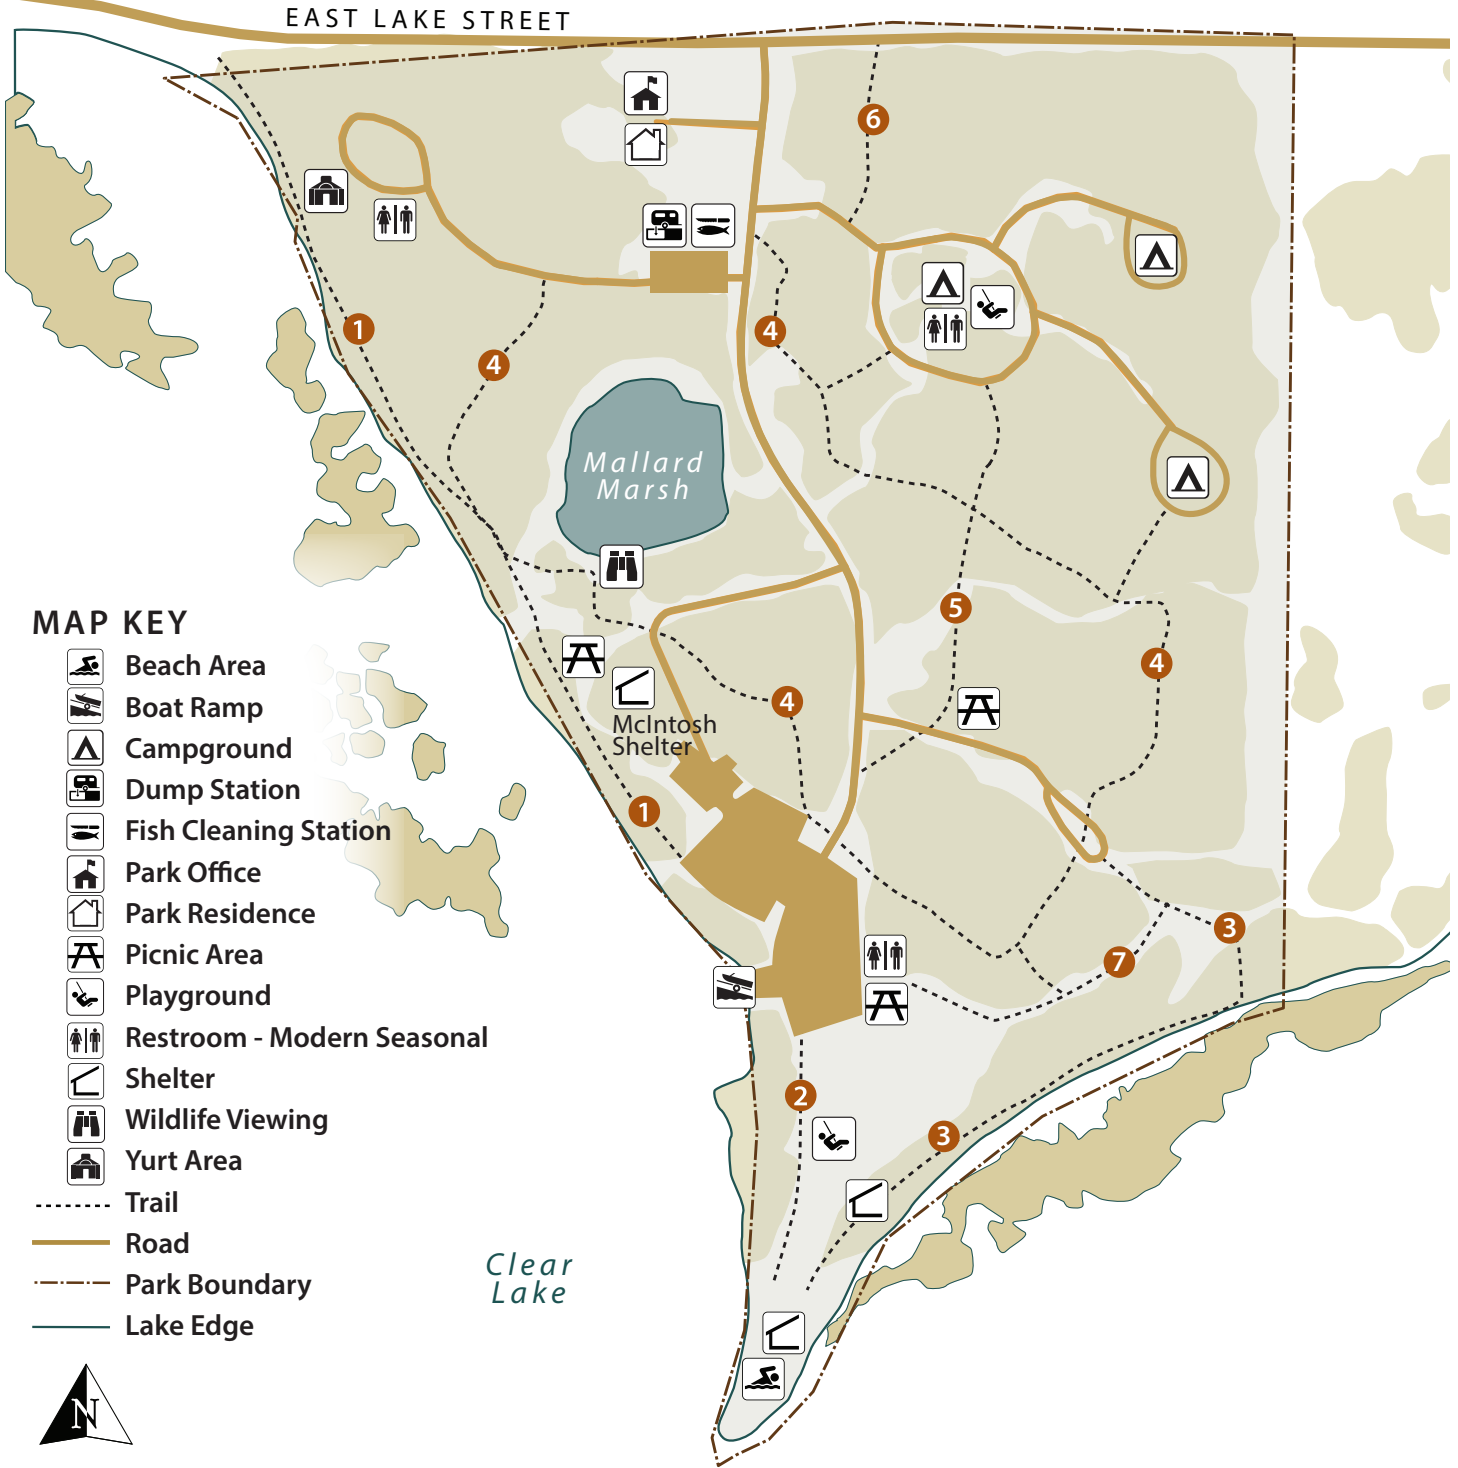 EAST LAKE STREET
6
1
4
4
Mallard
Marsh
5
4
4
McIntosh
Shelter
1
3
7
2
3
MAP KEY
Beach Area
Boat Ramp
Campground
Dump Station
Fish Cleaning Station
Park Office
Park Residence
Picnic Area
Playground
Restroom - Modern Seasonal
Shelter
Wildlife Viewing
Yurt Area
Trail
Road
Park Boundary
Lake Edge
Clear
Lake
N